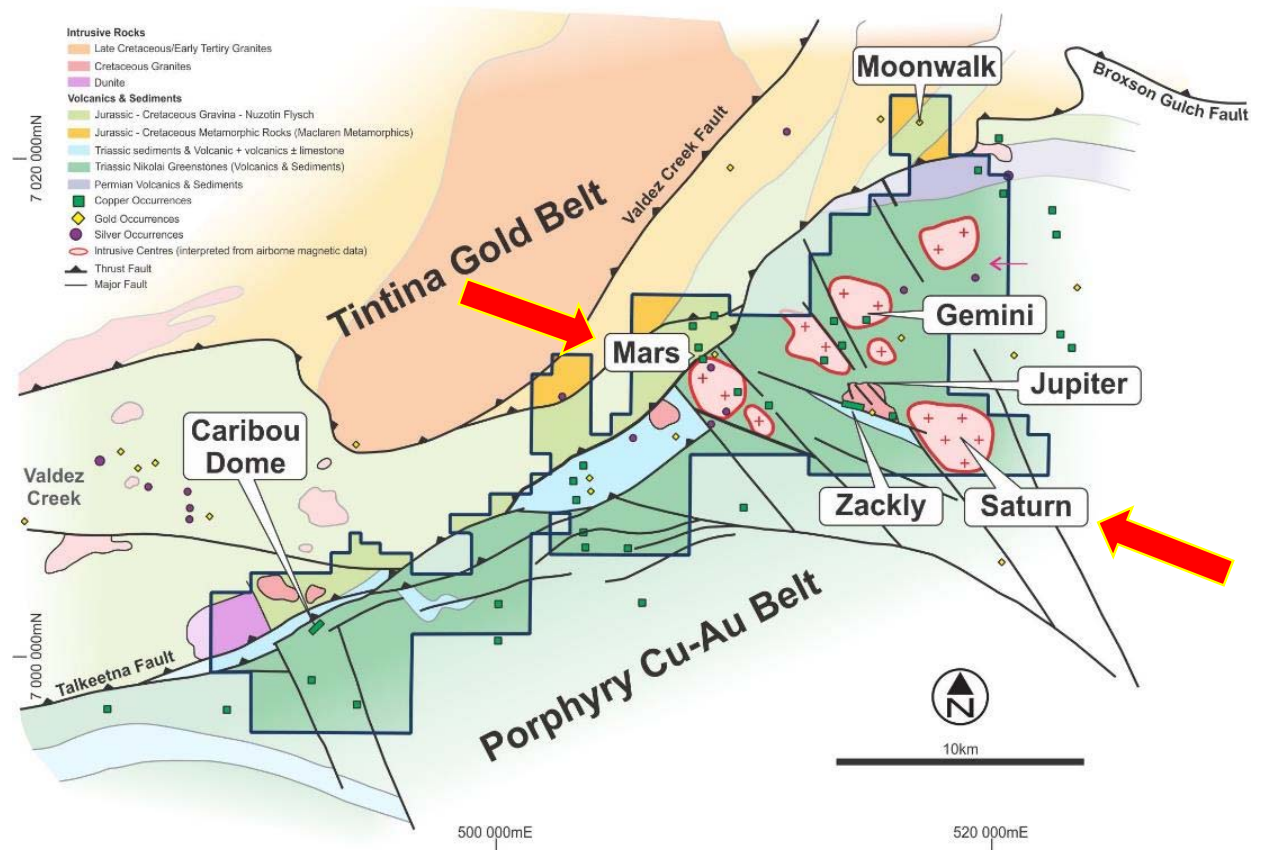 Intrusive Rocks
Late Cretaceous/Early Tertiry Granites
Cretaceous Granites
Dunite
Volcanics & Sediments
Jurassic - Cretaceous Gravina - Nuzotin Flysch
Jurassic - Cretaceous Metamorphic Rocks (Maclaren Metamorphics)
Triassic sediments & Volcanic + volcanics ± limestone
Triassic Nikolai Greenstones (Volcanics & Sediments)
Permian Volcanics & Sediments
Copper Occurrences
Gold Occurrences
Silver Occurrences
Intrusive Centres (interpreted from airborne magnetic data)
Thrust Fault
Major Fault
Moonwalk
Broxson Gulch Fault
7 020 000mN
Valdez Creek Fault
Tintina Gold Belt
Gemini
Mars
Jupiter
Caribou
Dome
Valdez
Creek
Zackly
Saturn
7 000 000mN
Talkeetna Fault
Porphyry Cu-Au Belt
N
10km
500 000mE
520 000mE